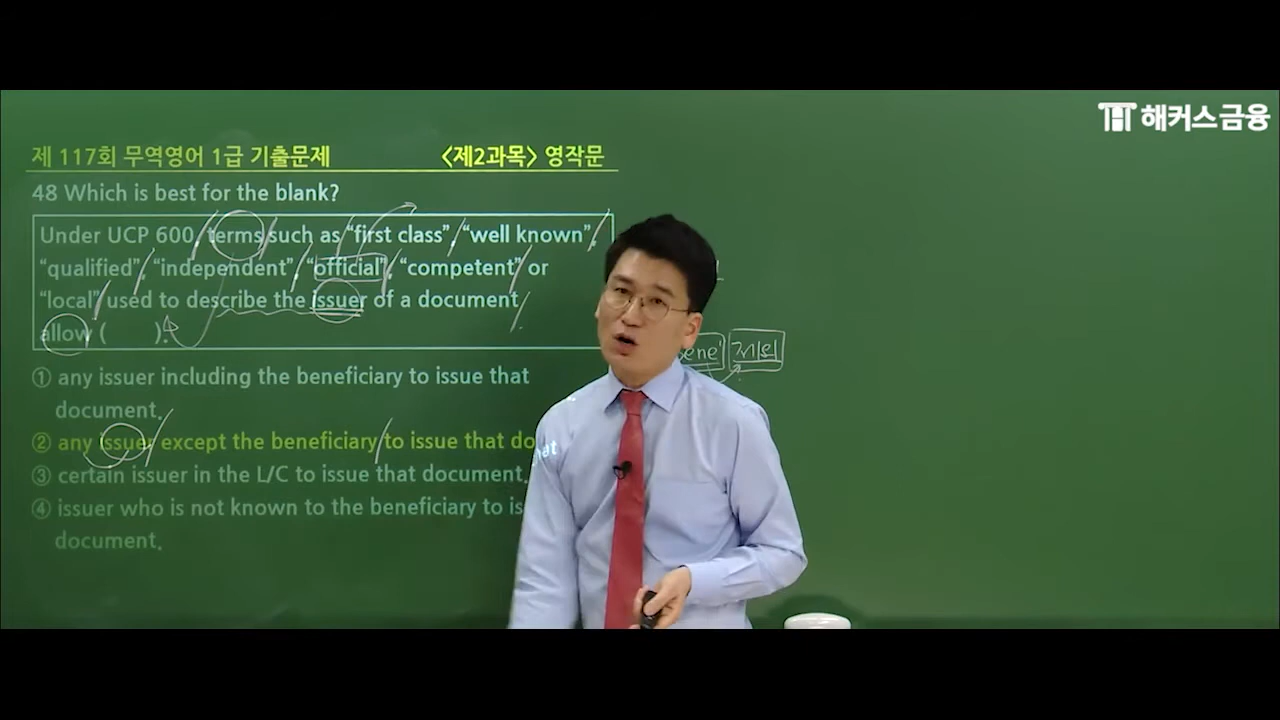 해커스금융
제 117회 무역영어 1급 기출문제 <제2과목> 영작문
48 Which is best for the blank?
Under UCP 600, terms such as “first class”, “well known”,
“qualified”, “independent”, “official”, “competent” or
“local” used to describe the issuer of a document
allow ( ).
① any issuer including the beneficiary to issue that
document.
② any issuer except the beneficiary to issue that
③ certain issuer in the L/C to issue that document.
④ issuer who is not known to the beneficiary to
document.
bene' 제외